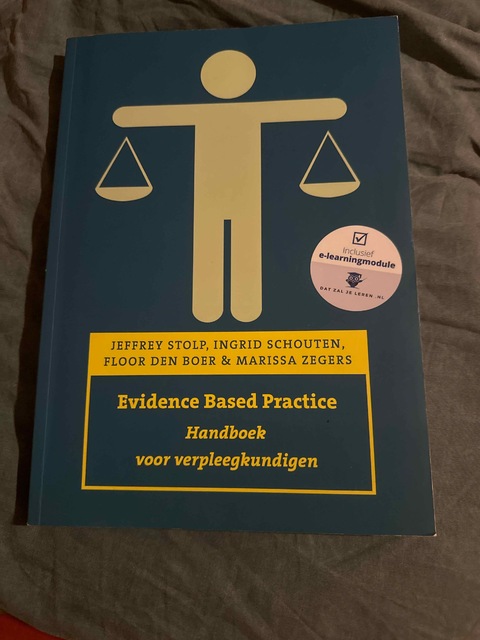 Inclusief
e-learningmodule
DAT ZAL JE LEREN .NL
JEFFREY STOLP, INGRID SCHOUTEN,
FLOOR DEN BOER & MARISSA ZEGERS
Evidence Based Practice
Handboek
voor verpleegkundigen